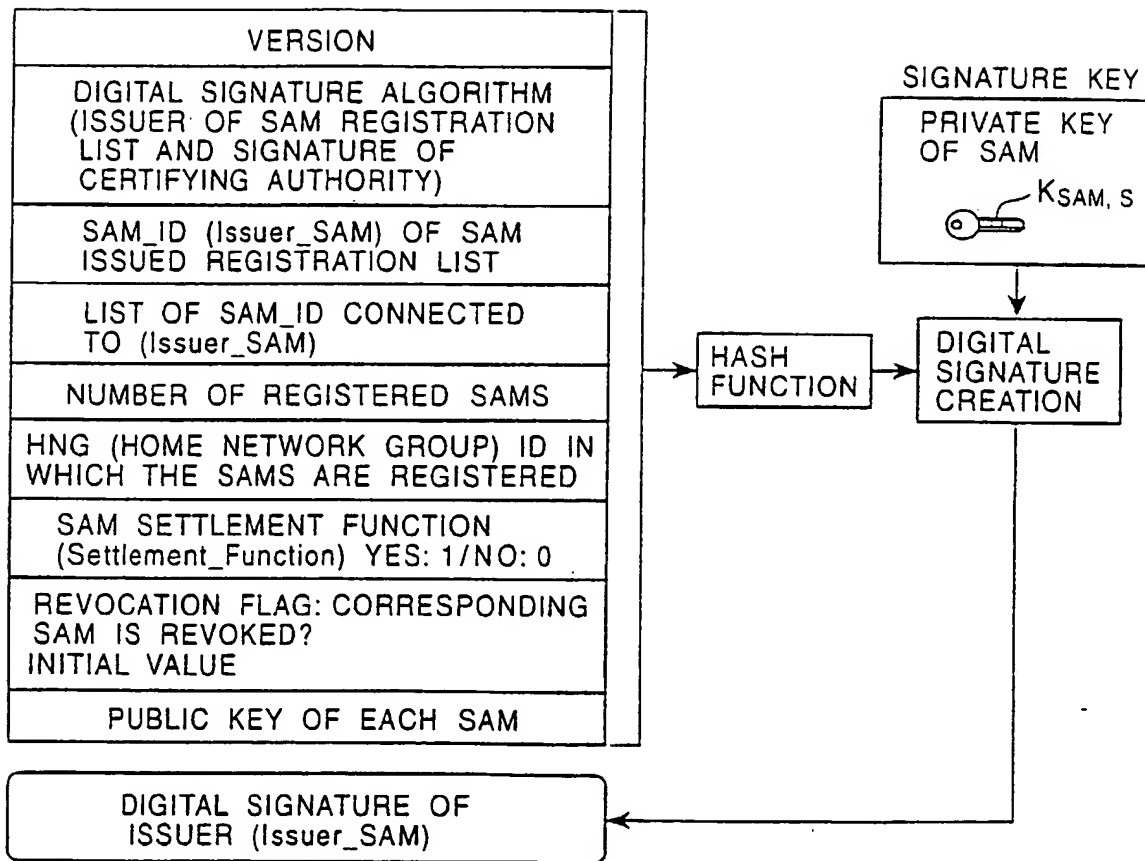 VERSION
DIGITAL SIGNATURE ALGORITHM
(ISSUER OF SAM REGISTRATION
LIST AND SIGNATURE OF
CERTIFYING AUTHORITY)
SAM_ID (Issuer_SAM) OF SAM
ISSUED REGISTRATION LIST
LIST OF SAM_ID CONNECTED
TO (Issuer_SAM)
NUMBER OF REGISTERED SAMS
HNG (HOME NETWORK GROUP) ID IN
WHICH THE SAMS ARE REGISTERED
SAM SETTLEMENT FUNCTION
(Settlement_Function) YES: 1/NO: 0
REVOCATION FLAG: CORRESPONDING
SAM IS REVOKED?
INITIAL VALUE
PUBLIC KEY OF EACH SAM
HASH
FUNCTION
SIGNATURE KEY
PRIVATE KEY
OF SAM
KSAM, S
DIGITAL
SIGNATURE
CREATION
DIGITAL SIGNATURE OF
ISSUER (Issuer_SAM)